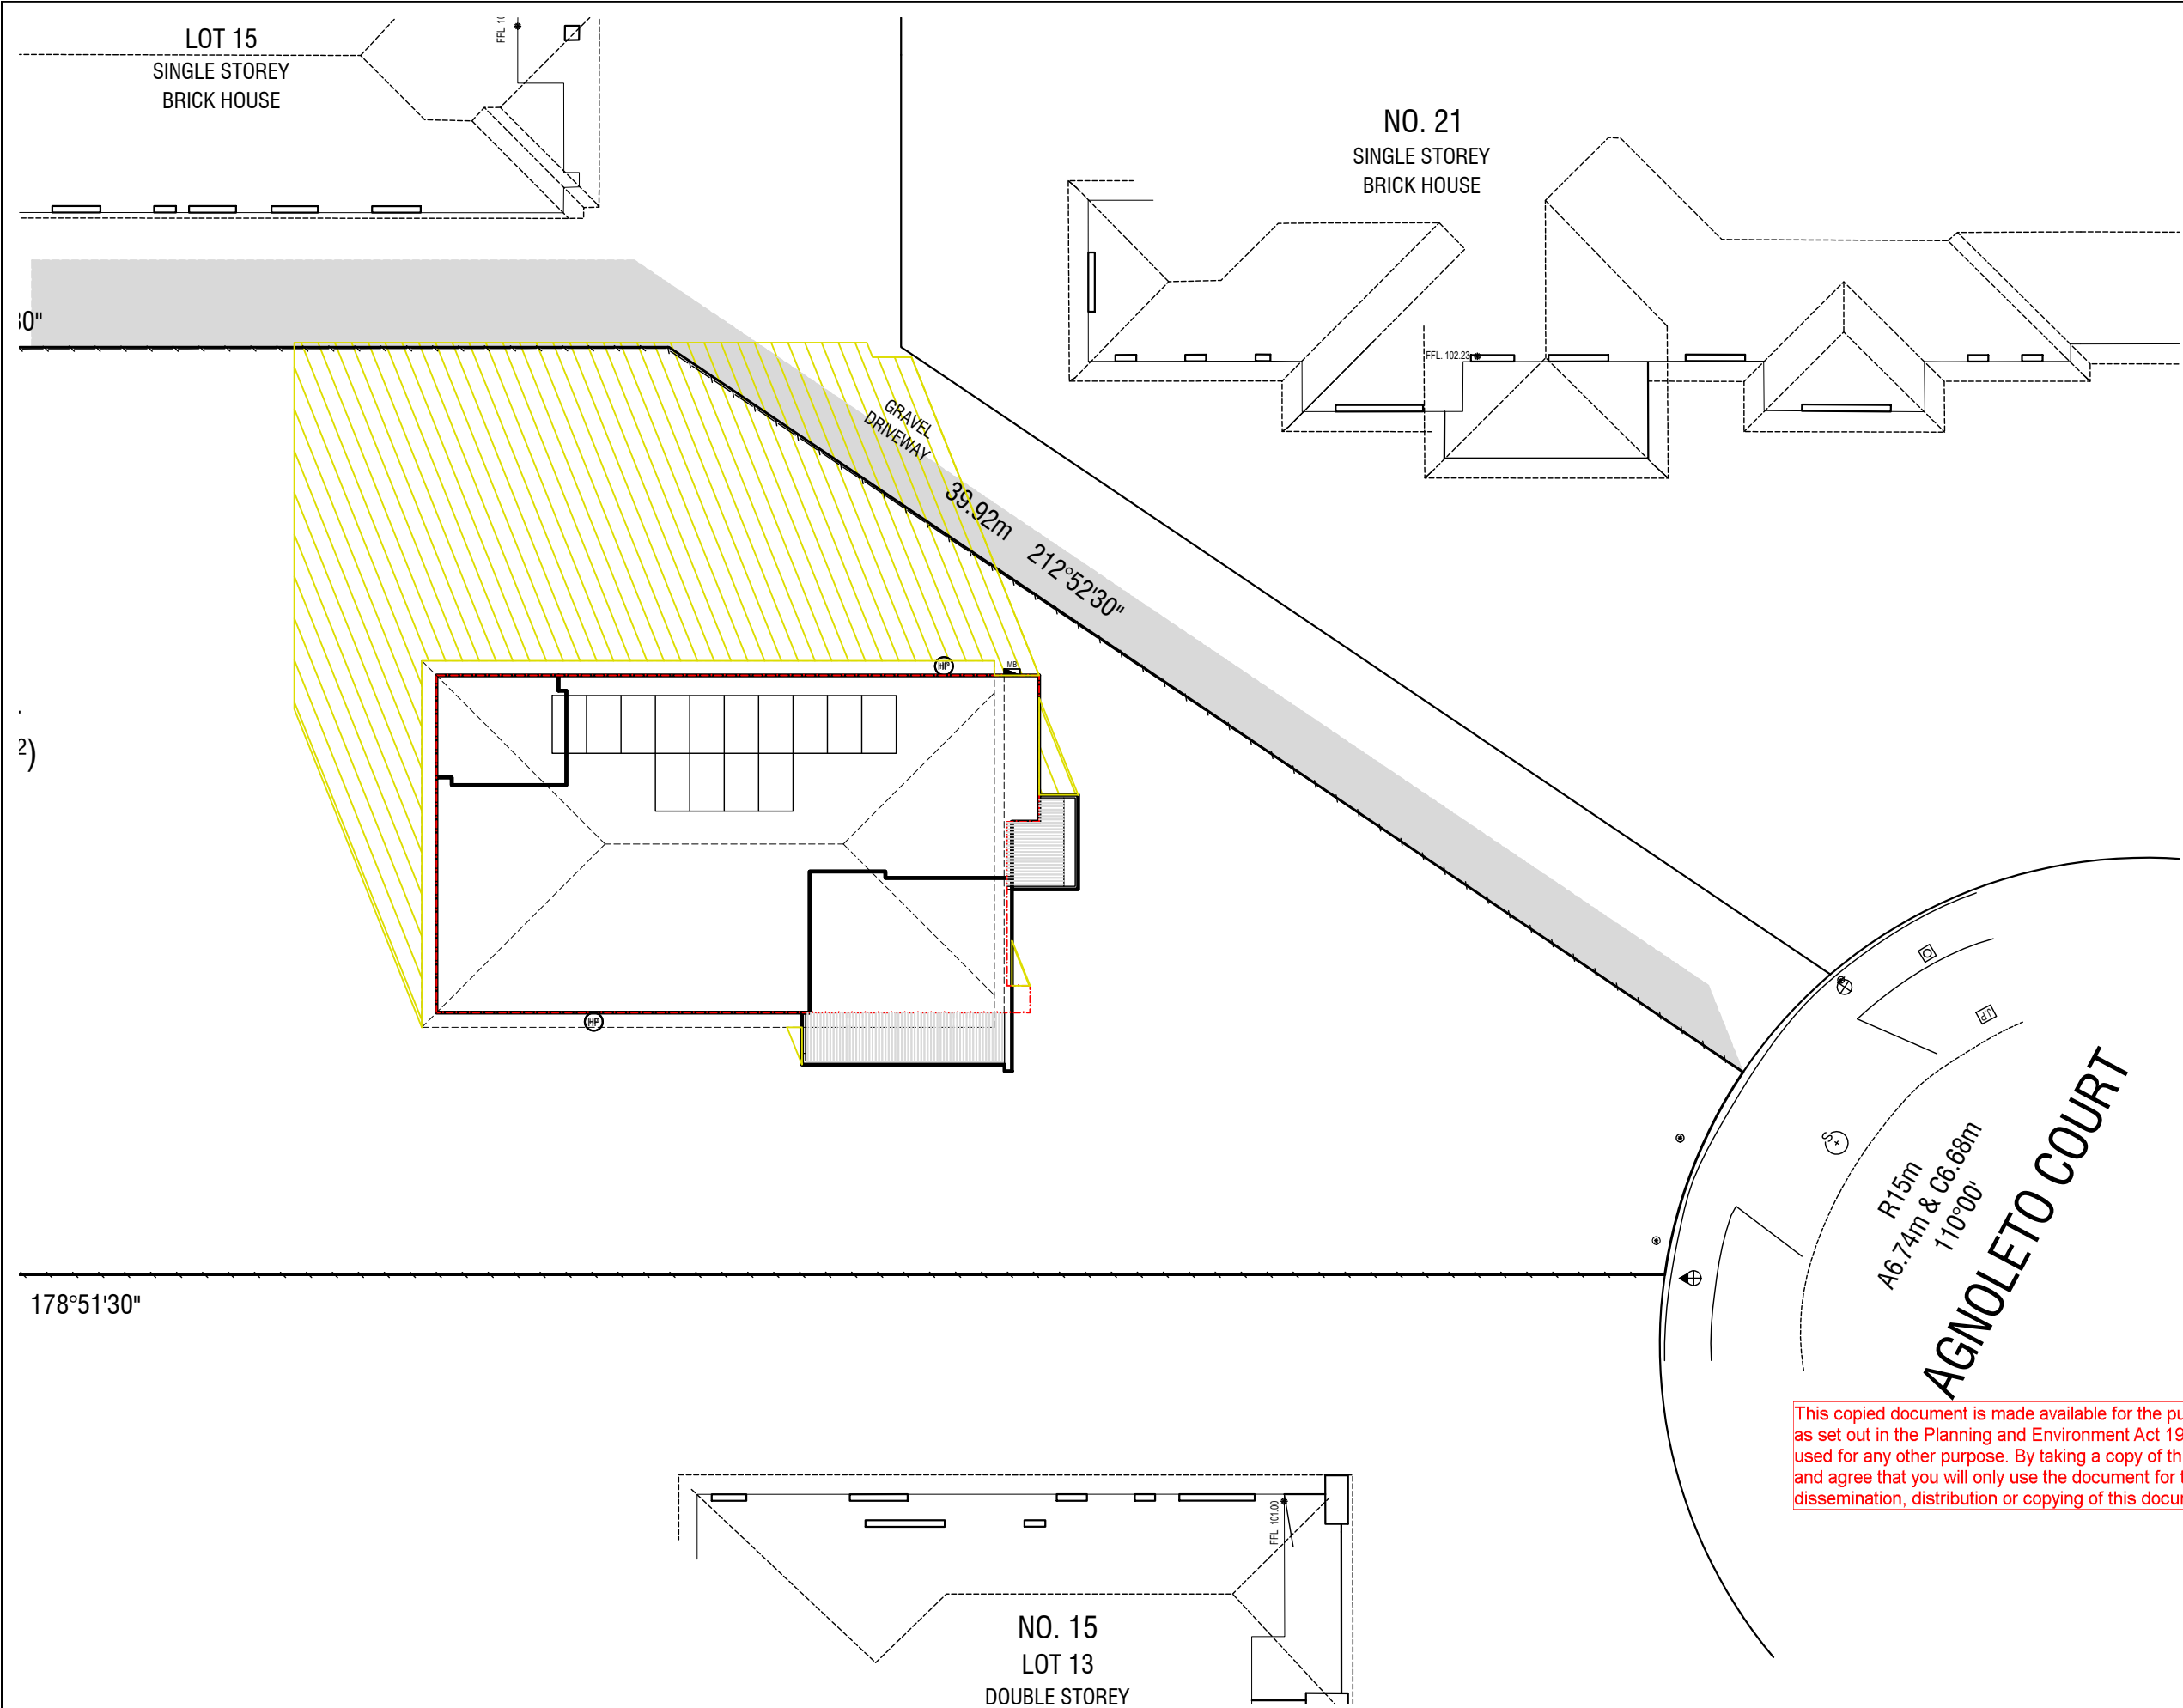 LOT 15
SINGLE STOREY
BRICK HOUSE
NO. 21
SINGLE STOREY
BRICK HOUSE
FFL. 102.23
GRAVEL
DRIVEWAY
39.92m 212°52'30"
HP
MB
HP
J.P
S
R15m
A6.74m & C6.68m
110°00'
AGNOLETO COURT
178°51'30"
This copied document is made available for the
as set out in the Planning and Environment Act
used for any other purpose. By taking a copy of
and agree that you will only use the document for
dissemination, distribution or copying of this
FFL. 101.00
NO. 15
LOT 13
DOUBLE STOREY